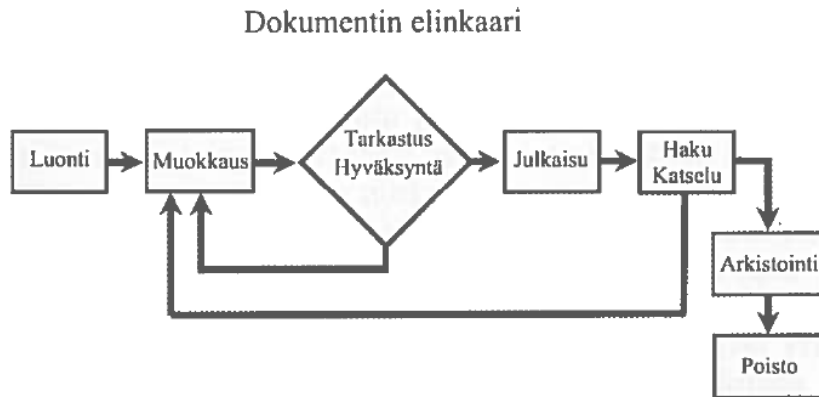 Dokumentin elinkaari
Luonti
Muokkaus
Tarkastus
Hyväksyntä
Julkaisu
Haku
Katselu
Arkistointi
Poisto